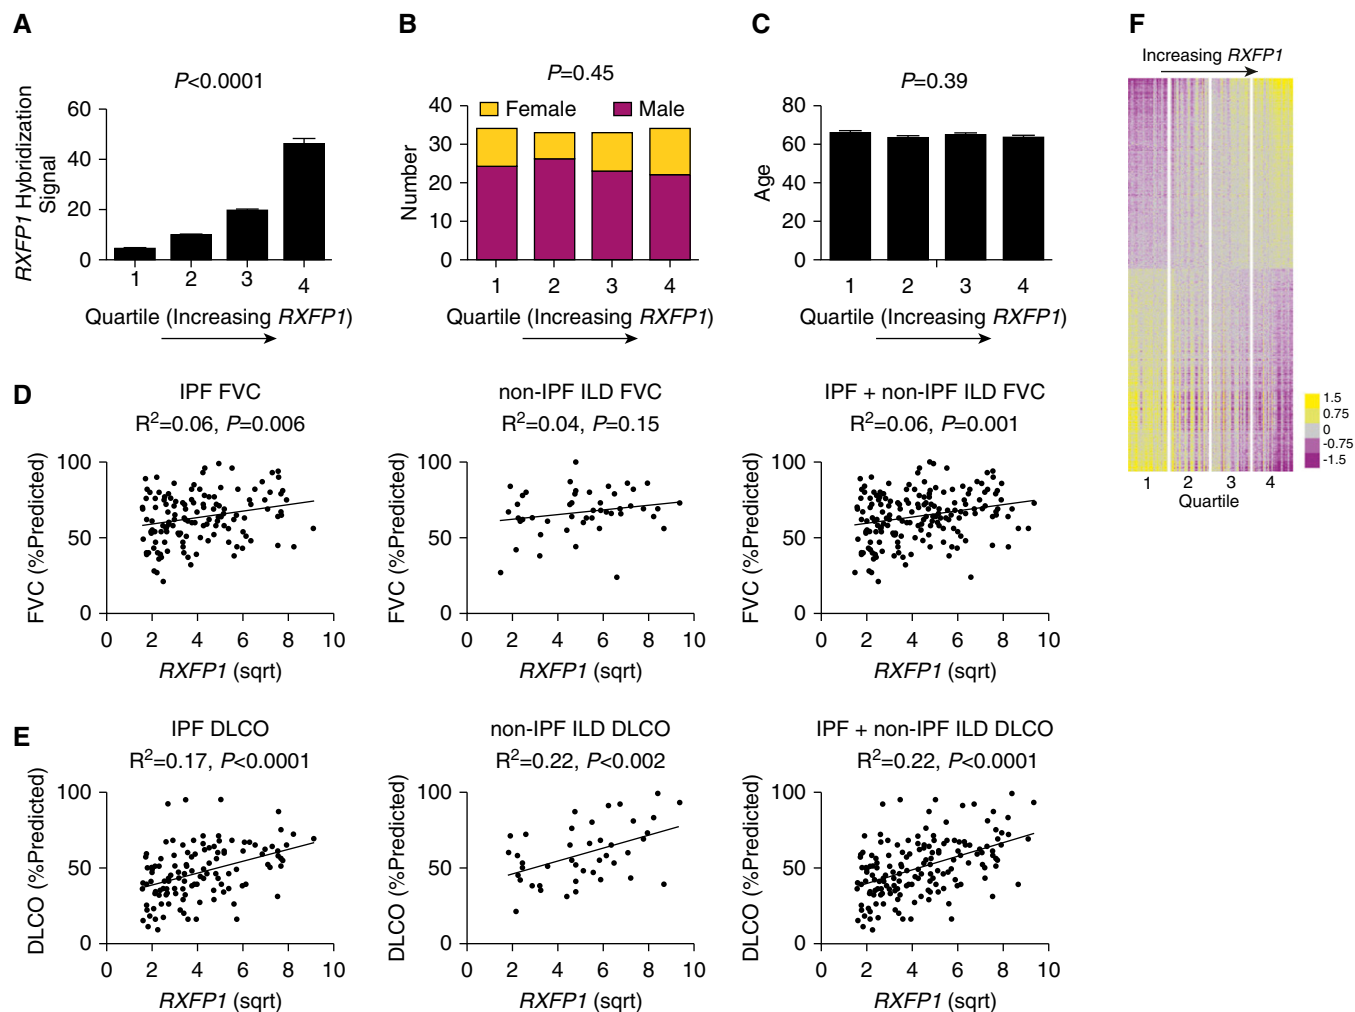 A
P<0.0001
RXFP1 Hybridization
Signal
60
40
20
0
1 2 3 4
Quartile (Increasing RXFP1)
B
P=0.45
Female Male
Number
40
30
20
10
0
1 2 3 4
Quartile (Increasing RXFP1)
C
P=0.39
Age
80
60
40
20
0
1 2 3 4
Quartile (Increasing RXFP1)
F
Increasing RXFP1
1.5
0.75
0
-0.75
-1.5
1 2 3 4
Quartile
D
IPF FVC
R²=0.06, P=0.006
FVC (%Predicted)
100
50
0
0 2 4 6 8 10
RXFP1 (sqrt)
non-IPF ILD FVC
R²=0.04, P=0.15
FVC (%Predicted)
100
50
0
0 2 4 6 8 10
RXFP1 (sqrt)
IPF + non-IPF ILD FVC
R²=0.06, P=0.001
FVC (%Predicted)
100
50
0
0 2 4 6 8 10
RXFP1 (sqrt)
E
IPF DLCO
R²=0.17, P<0.0001
DLCO (%Predicted)
100
50
0
0 2 4 6 8 10
RXFP1 (sqrt)
non-IPF ILD DLCO
R²=0.22, P<0.002
DLCO (%Predicted)
100
50
0
0 2 4 6 8 10
RXFP1 (sqrt)
IPF + non-IPF ILD DLCO
R²=0.22, P<0.0001
DLCO (%Predicted)
100
50
0
0 2 4 6 8 10
RXFP1 (sqrt)